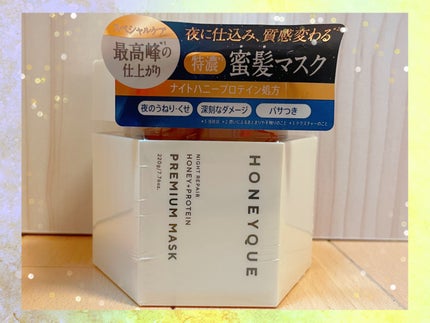 スペシャルケア
最高峰の
仕上がり
夜に仕込み、質感変わる
特濃 蜜髪マスク
ナイトハニープロテイン処方
夜のうねり・くせ 深刻なダメージ パサつき
HONEYQUE
NIGHT REPAIR
HONEY+PROTEIN
PREMIUM MASK
220g/7.76oz.